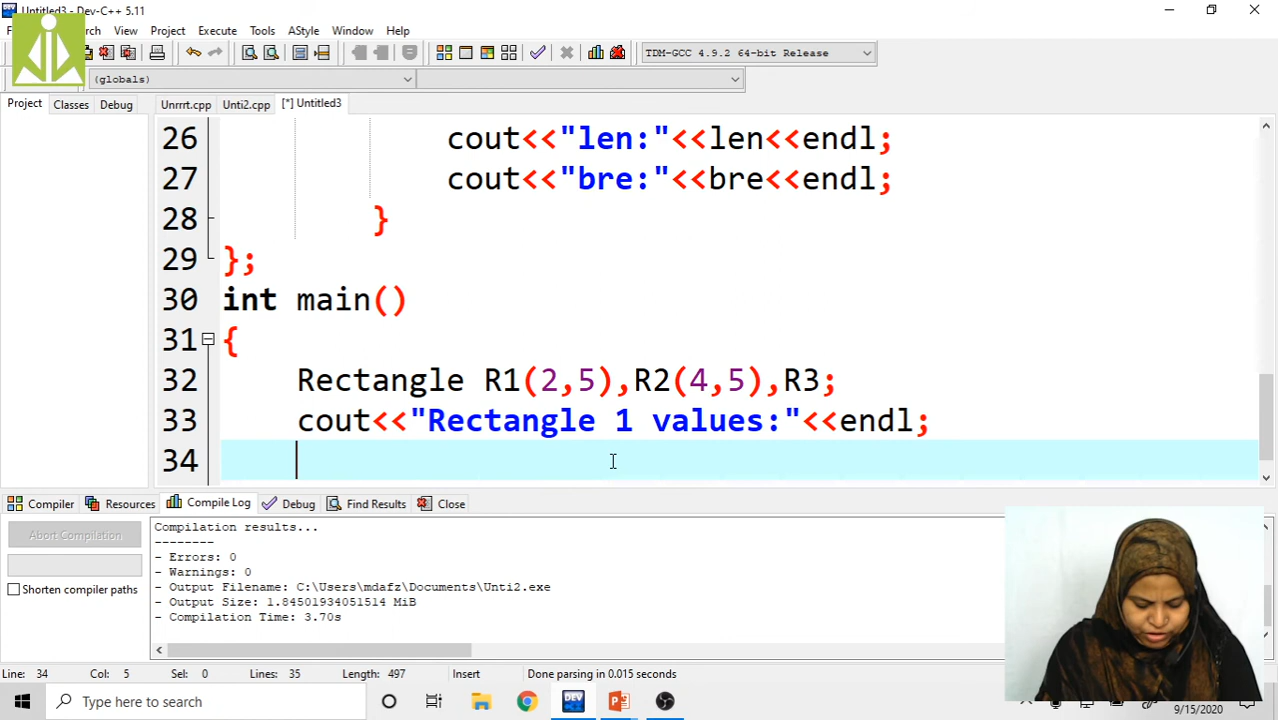 Untitled3 - Dev-C++ 5.11
View Project Execute Tools AStyle Window Help
TDM-GCC 4.9.2 64-bit Release
(globals)
Project Classes Debug Unrrrt.cpp Unti2.cpp [*] Untitled3
26 cout<<"len:"<<len<<endl;
27 cout<<"bre:"<<bre<<endl;
28 }
29 };
30 int main()
31 {
32 Rectangle R1(2,5),R2(4,5),R3;
33 cout<<"Rectangle 1 values:"<<endl;
34
Compiler Resources Compile Log Debug Find Results Close
Abort Compilation
Shorten compiler paths
Compilation results...
--------
- Errors: 0
- Warnings: 0
- Output Filename: C:\Users\mdafz\Documents\Unti2.exe
- Output Size: 1.84501934051514 MiB
- Compilation Time: 3.70s
Line: 34 Col: 5 Sel: 0 Lines: 35 Length: 497 Insert Done parsing in 0.015 seconds
Type here to search
9/15/2020